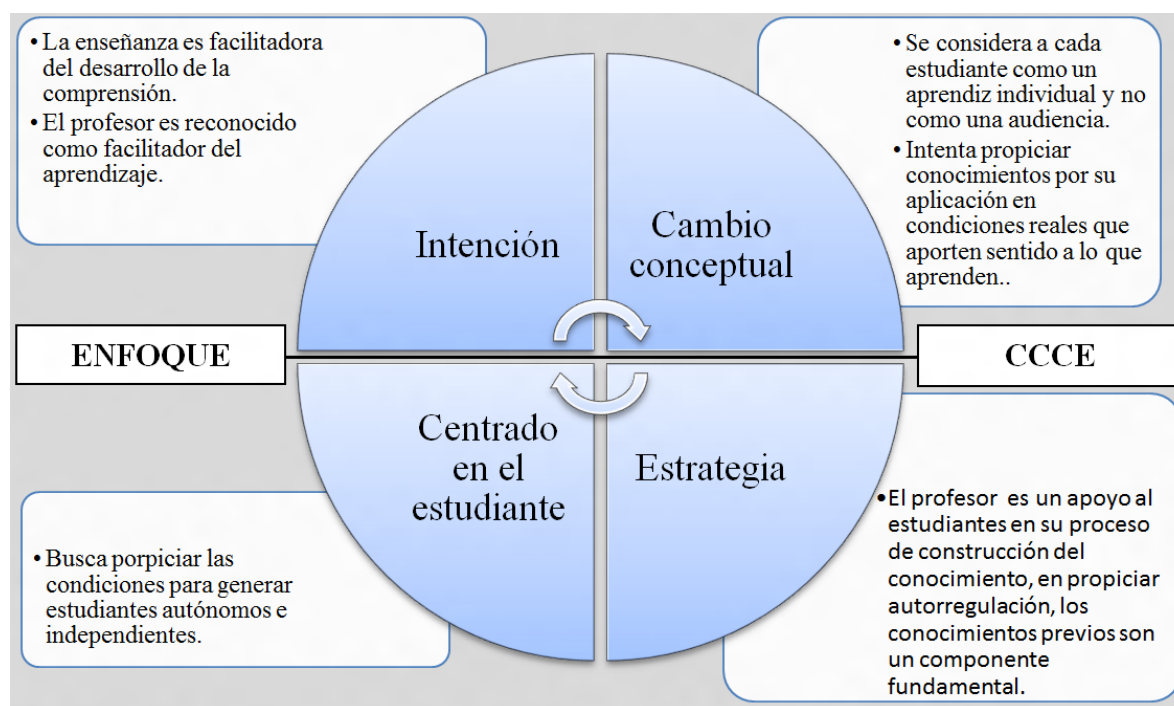 • La enseñanza es facilitadora
del desarrollo de la
comprensión.
• El profesor es reconocido
como facilitador del
aprendizaje.
Intención
Cambio
conceptual
• Se considera a cada
estudiante como un
aprendiz individual y no
como una audiencia.
• Intenta propiciar
conocimientos por su
aplicación en
condiciones reales que
aporten sentido a lo que
aprenden..
ENFOQUE
CCCE
Centrado
en el
estudiante
Estrategia
• Busca porpiciar las
condiciones para generar
estudiantes autónomos e
independientes.
•El profesor es un apoyo al
estudiantes en su proceso
de construcción del
conocimiento, en propiciar
autorregulación, los
conocimientos previos son
un componente
fundamental.